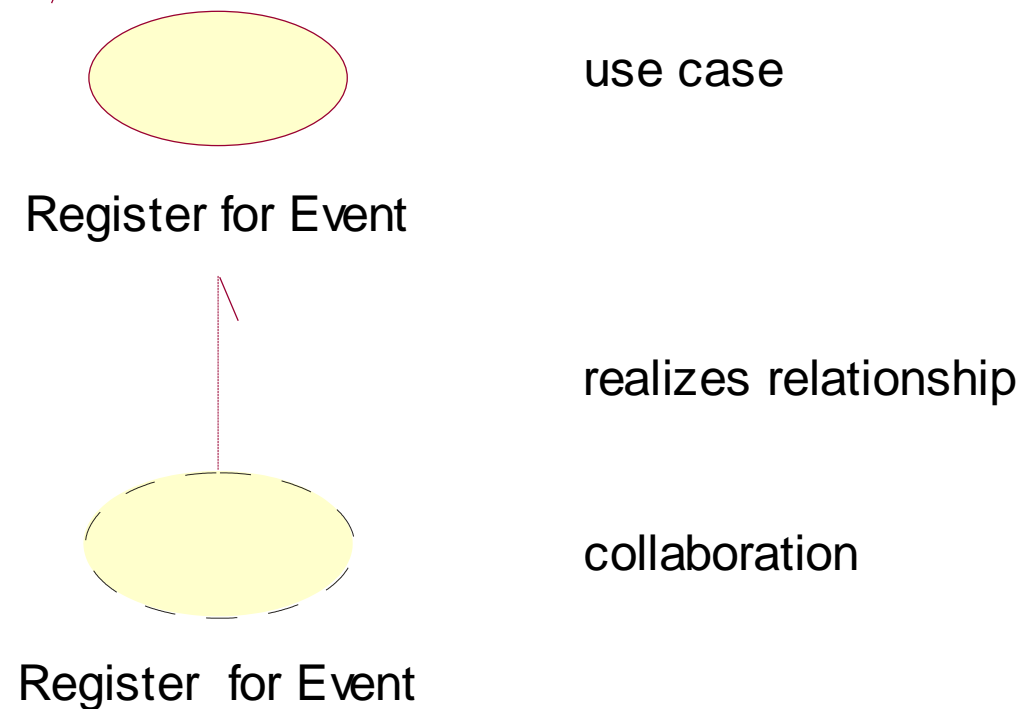 use case
Register for Event
realizes relationship
collaboration
Register for Event